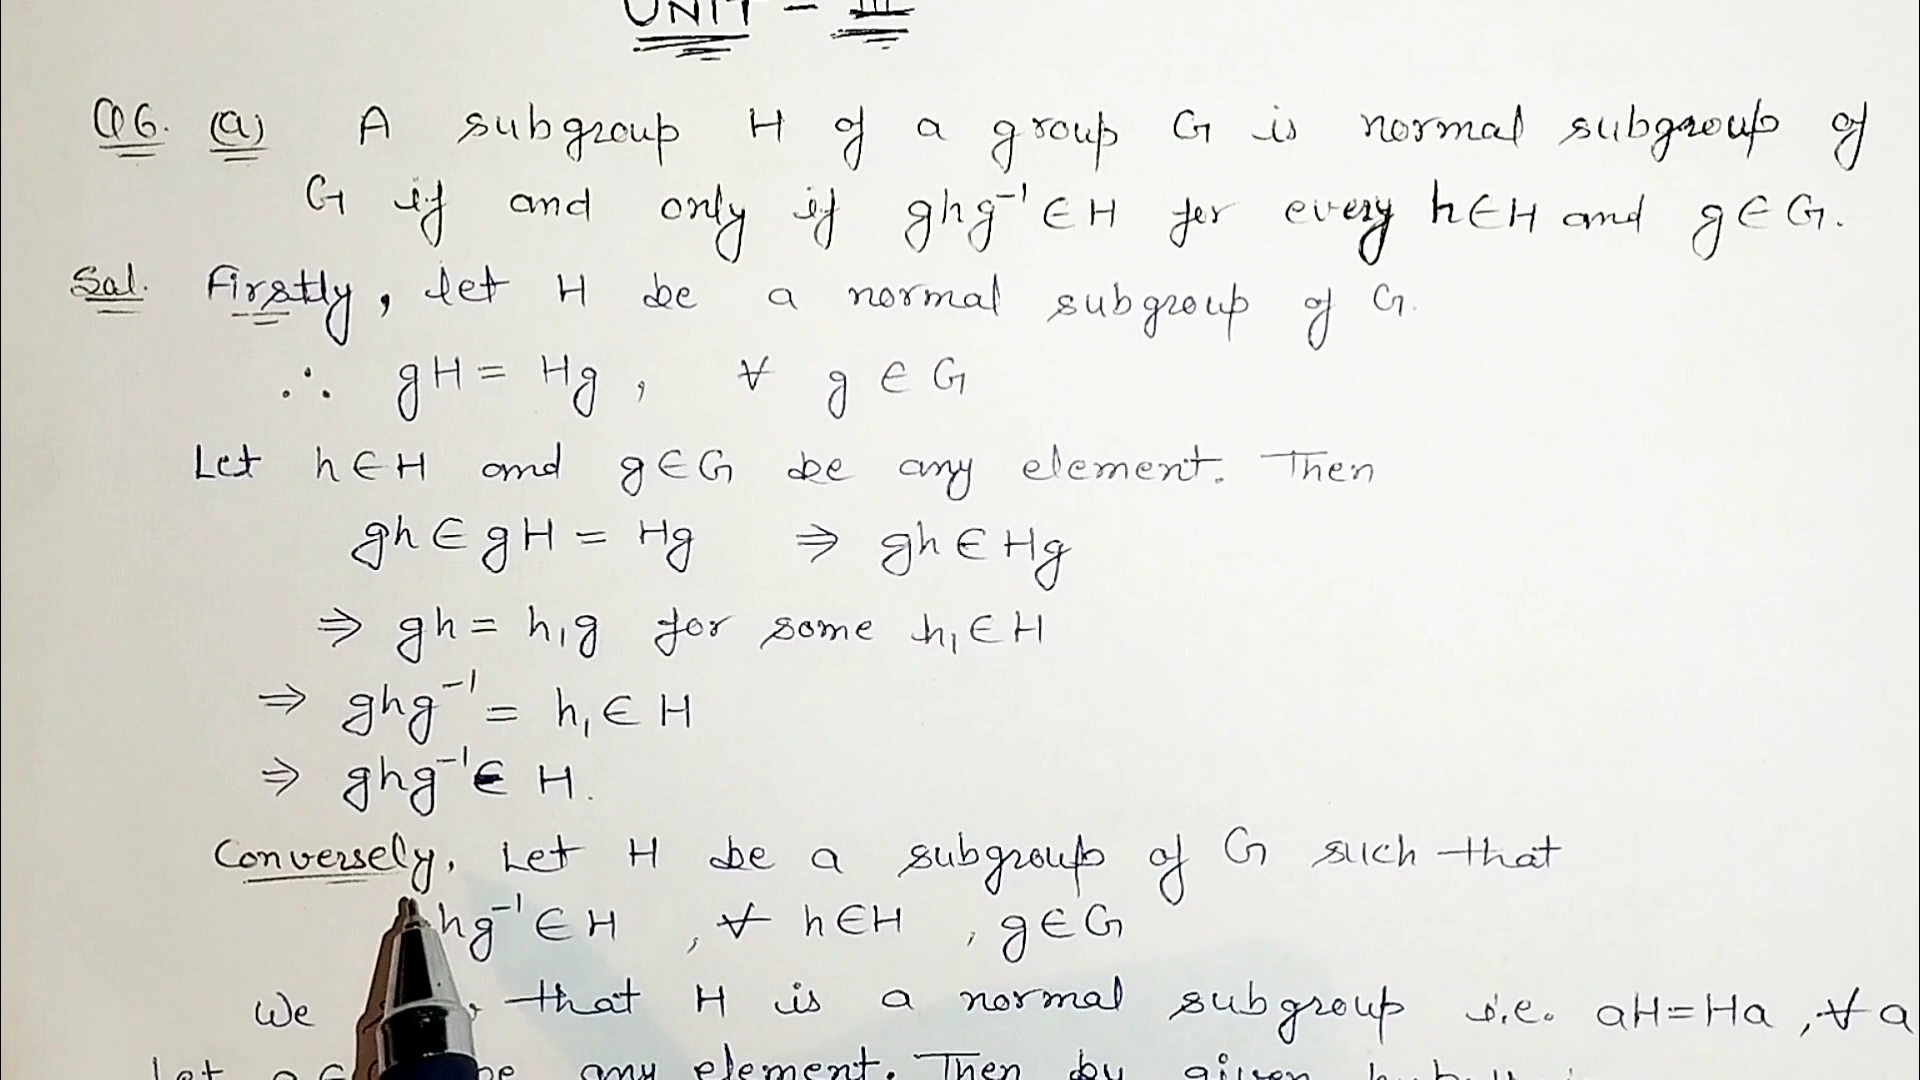 UNIT - III
Q6. (a) A subgroup H of a group G is normal subgroup of
G if and only if ghg⁻¹ ∈ H for every h∈H and g∈G.
Sol. Firstly, let H be a normal subgroup of G.
∴ gH = Hg, ∀ g ∈ G
Let h∈H and g∈G be any element. Then
gh ∈ gH = Hg ⇒ gh ∈ Hg
⇒ gh = h₁g for some h₁∈H
⇒ ghg⁻¹ = h₁ ∈ H
⇒ ghg⁻¹ ∈ H.
Conversely, Let H be a subgroup of G such that
hg⁻¹ ∈ H, ∀ h∈H, g∈G
We that H is a normal subgroup i.e. aH=Ha, ∀ a
Let be any element. Then by given